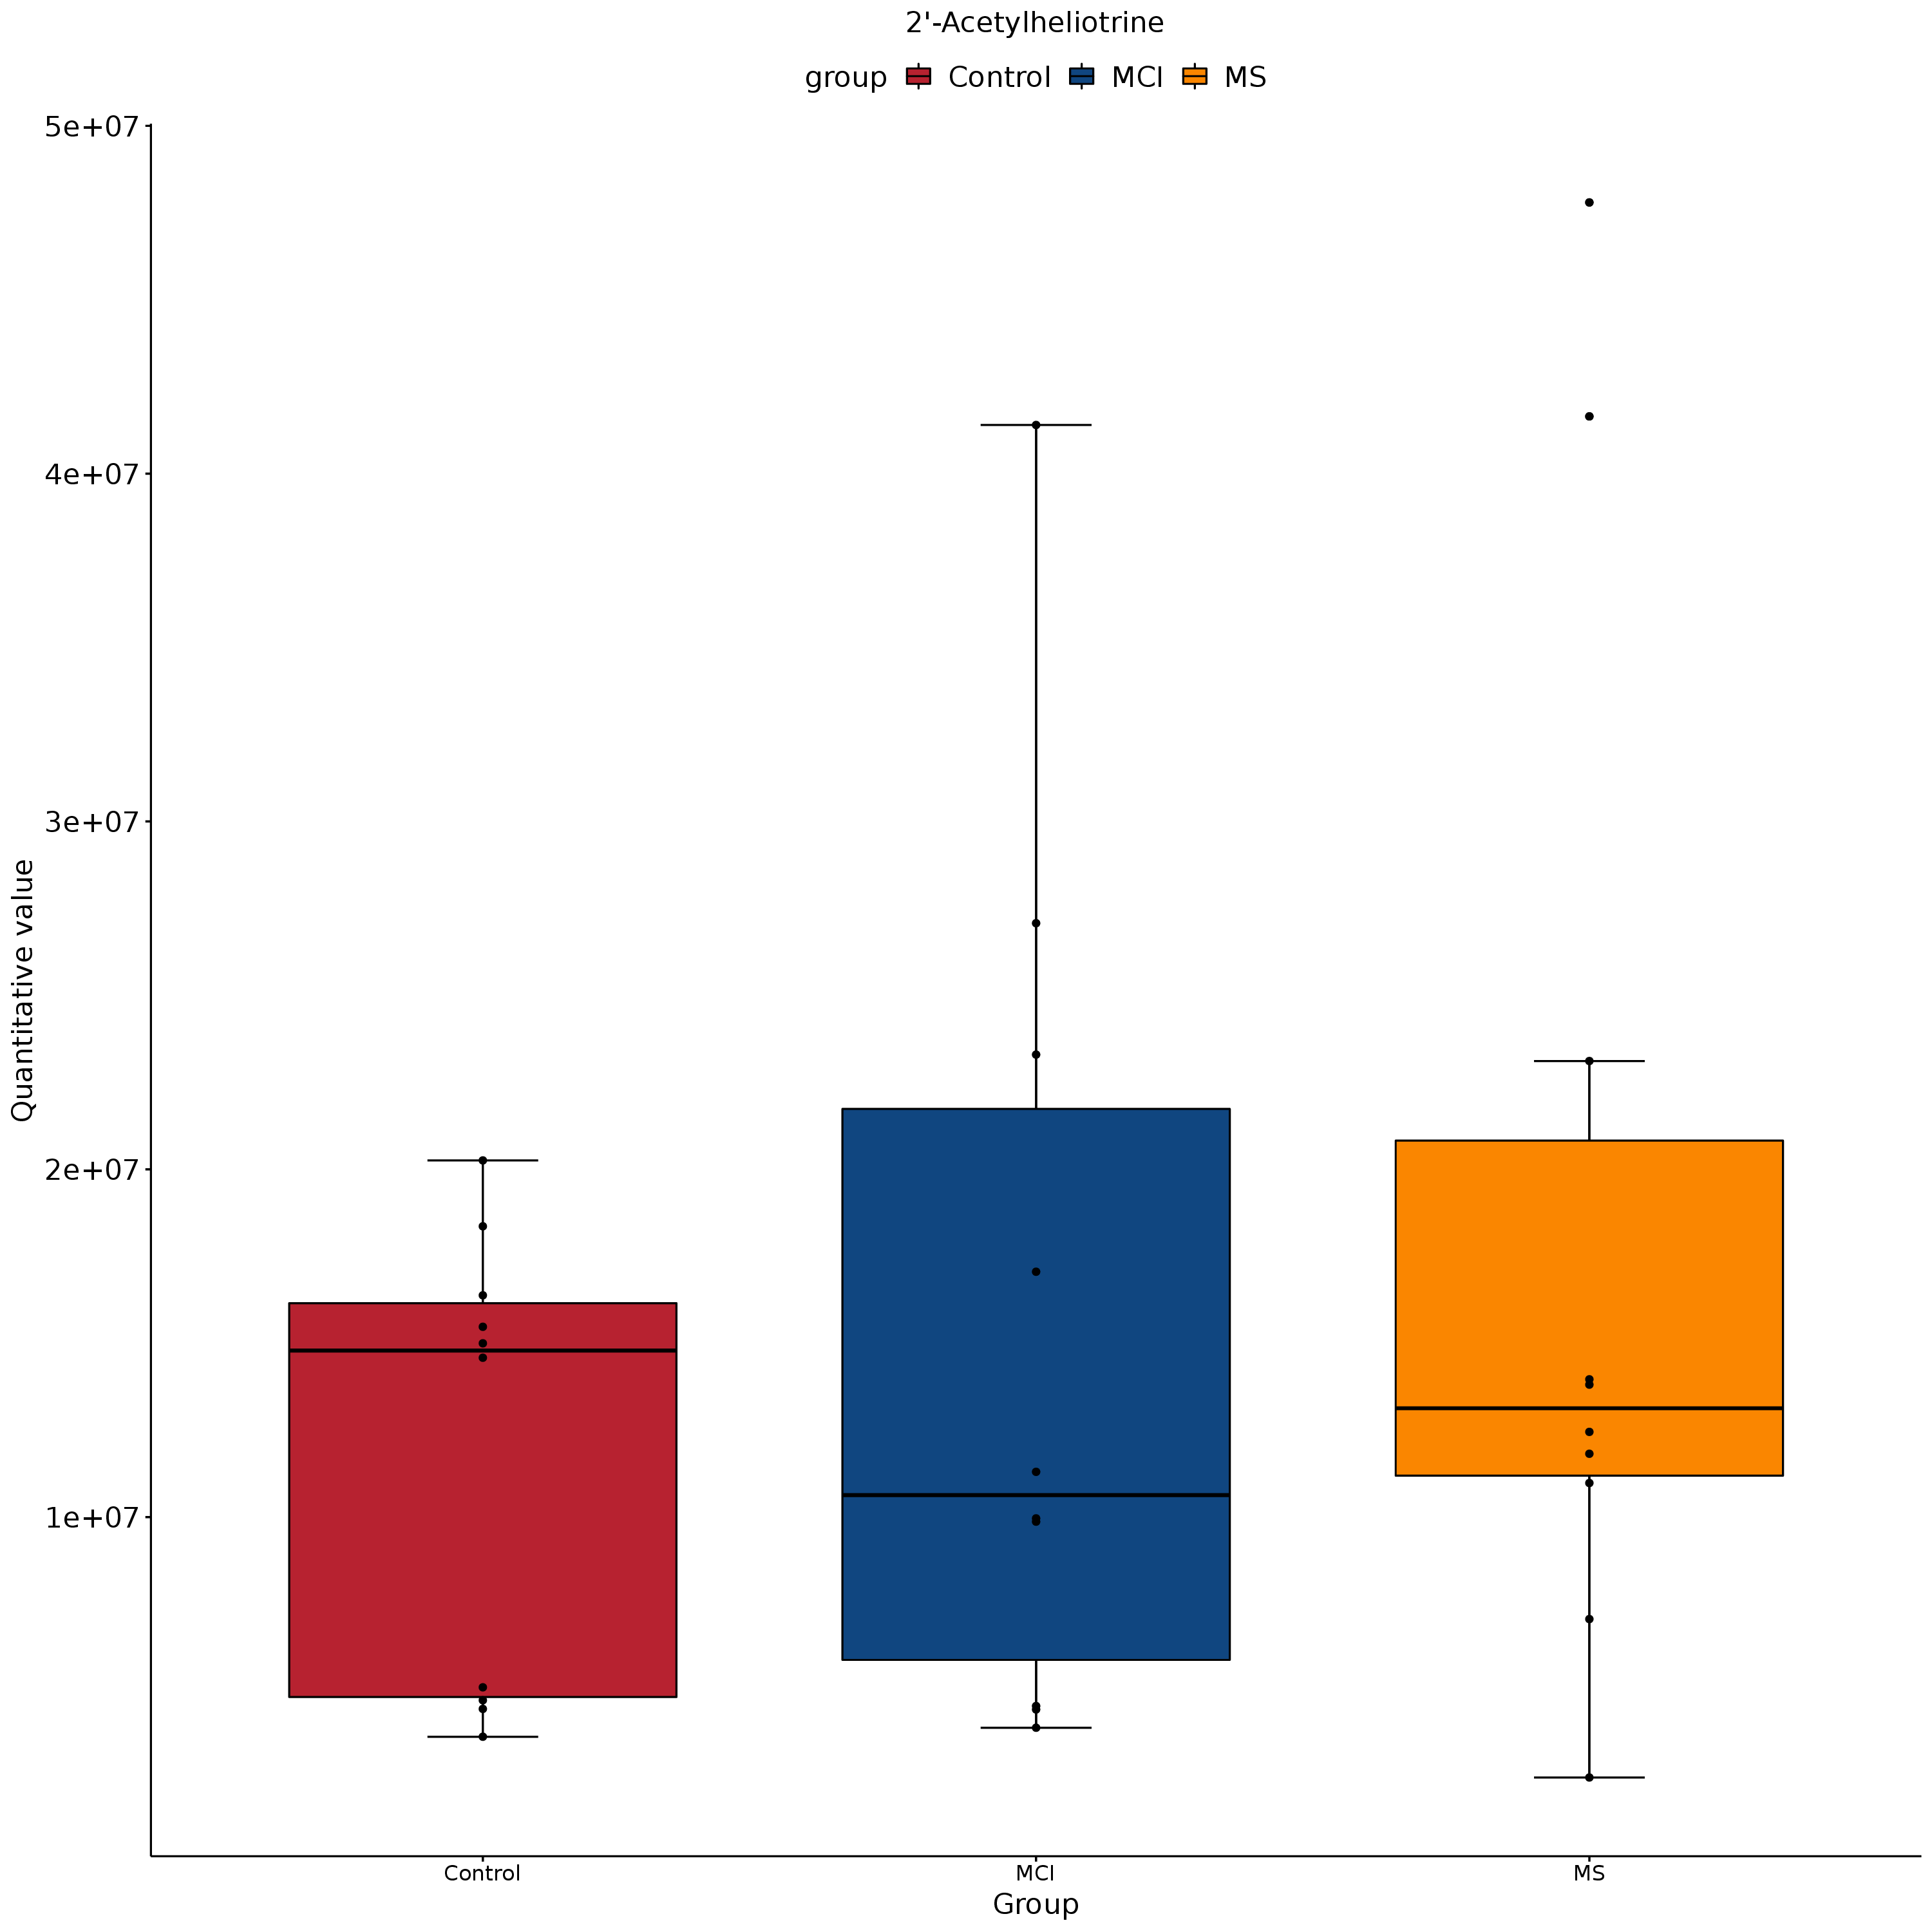 2'-Acetylheliotrine
group Control MCI MS
5e+07
4e+07
3e+07
2e+07
1e+07
Quantitative value
Control MCI MS
Group